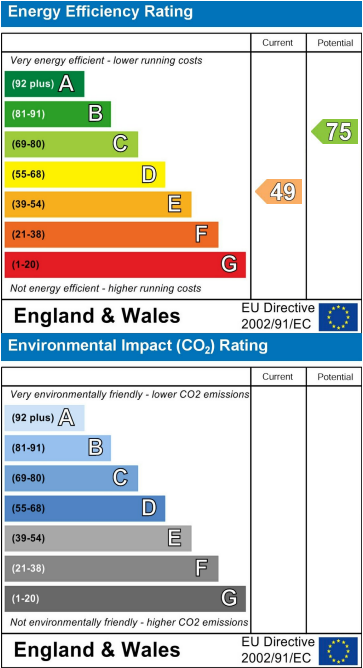 Energy Efficiency Rating
Current Potential
Very energy efficient - lower running costs
(92 plus) A
(81-91) B
(69-80) C
75
(55-68) D
(39-54) E
49
(21-38) F
(1-20) G
Not energy efficient - higher running costs
England & Wales
EU Directive
2002/91/EC
Environmental Impact (CO₂) Rating
Current Potential
Very environmentally friendly - lower CO2 emissions
(92 plus) A
(81-91) B
(69-80) C
(55-68) D
(39-54) E
(21-38) F
(1-20) G
Not environmentally friendly - higher CO2 emissions
England & Wales
EU Directive
2002/91/EC